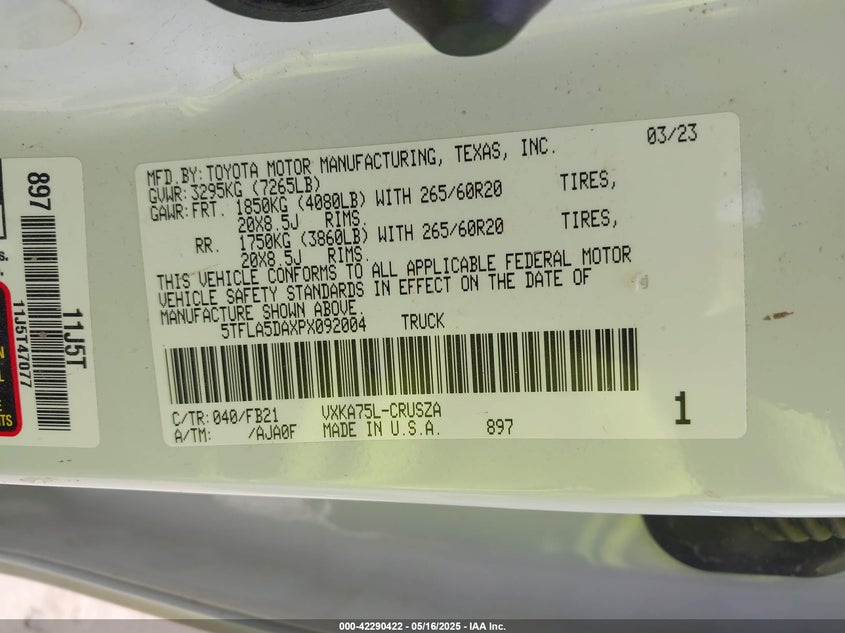 MFD.BY:TOYOTA MOTOR MANUFACTURING, TEXAS, INC. 03/23
GVWR: 3295KG (7265LB)
GAWR:FRT. 1850KG (4080LB) WITH 265/60R20 TIRES,
20X8.5J RIMS.
RR. 1750KG (3860LB) WITH 265/60R20 TIRES,
20X8.5J RIMS.
THIS VEHICLE CONFORMS TO ALL APPLICABLE FEDERAL MOTOR
VEHICLE SAFETY STANDARDS IN EFFECT ON THE DATE OF
MANUFACTURE SHOWN ABOVE.
5TFLA5DAXPX092004 TRUCK
C/TR:040/FB21 VXKA75L-CRUSZA
A/TM: /AJA0F MADE IN U.S.A. 897
1
897
11J5T47077
11J5T
000-42290422 - 05/16/2025 - IAA Inc.